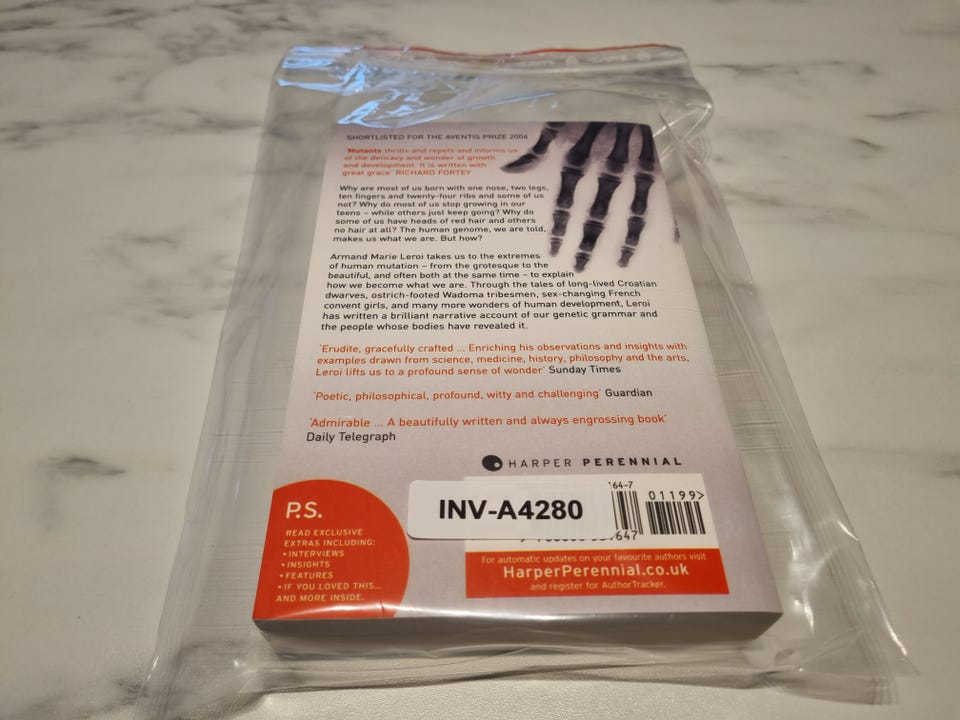 SHORTLISTED FOR THE AVENTIS PRIZE 2004
'Mutants thrills and repels and informs us
of the delicacy and wonder of growth
and development. It is written with
great grace' RICHARD FORTEY
Why are most of us born with one nose, two legs,
ten fingers and twenty-four ribs and some of us
not? Why do most of us stop growing in our
teens – while others just keep going? Why do
some of us have heads of red hair and others
no hair at all? The human genome, we are told,
makes us what we are. But how?
Armand Marie Leroi takes us to the extremes
of human mutation – from the grotesque to the
beautiful, and often both at the same time – to explain
how we become what we are. Through the tales of long-lived Croatian
dwarves, ostrich-footed Wadoma tribesmen, sex-changing French
convent girls, and many more wonders of human development, Leroi
has written a brilliant narrative account of our genetic grammar and
the people whose bodies have revealed it.
'Erudite, gracefully crafted ... Enriching his observations and insights with
examples drawn from science, medicine, history, philosophy and the arts,
Leroi lifts us to a profound sense of wonder' Sunday Times
'Poetic, philosophical, profound, witty and challenging' Guardian
'Admirable ... A beautifully written and always engrossing book'
Daily Telegraph
HARPER PERENNIAL
64-7
01199>
INV-A4280
647
P.S.
READ EXCLUSIVE
EXTRAS INCLUDING:
• INTERVIEWS
• INSIGHTS
• FEATURES
• IF YOU LOVED THIS...
AND MORE INSIDE.
For automatic updates on your favourite authors visit
HarperPerennial.co.uk
and register for AuthorTracker.